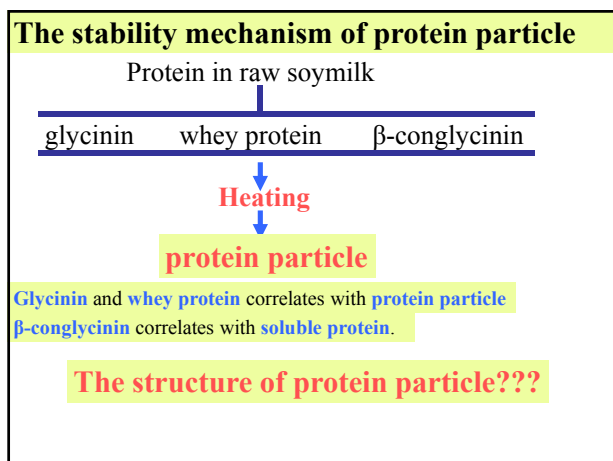 The stability mechanism of protein particle
Protein in raw soymilk
glycinin whey protein β-conglycinin
Heating
protein particle
Glycinin and whey protein correlates with protein particle
β-conglycinin correlates with soluble protein.
The structure of protein particle???